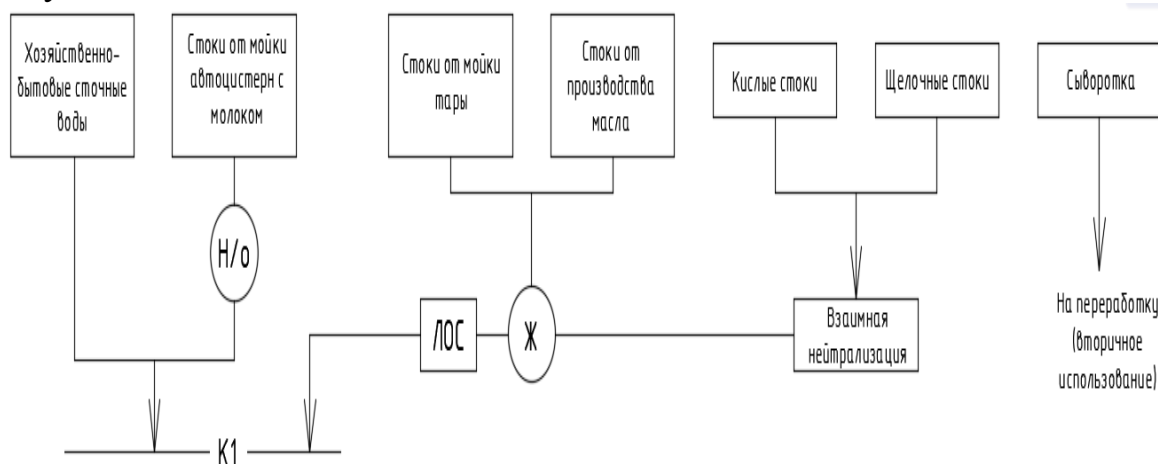 Хозяйственно-
бытовые сточные
воды
Стоки от мойки
автоцистерн с
молоком
Стоки от мойки
тары
Стоки от
производства
масла
Кислые стоки
Щелочные стоки
Сыворотка
Н/о
ЛОС
Ж
Взаимная
нейтрализация
На переработку
(вторичное
использование)
К1